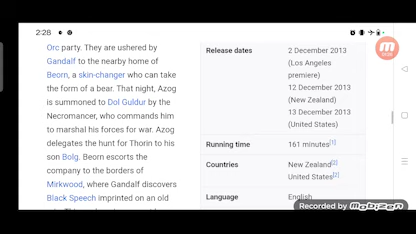 2:28
Orc party. They are ushered by
Gandalf to the nearby home of
Beorn, a skin-changer who can take
the form of a bear. That night, Azog
is summoned to Dol Guldur by the
Necromancer, who commands him
to marshal his forces for war. Azog
delegates the hunt for Thorin to his
son Bolg. Beorn escorts the
company to the borders of
Mirkwood, where Gandalf discovers
Black Speech imprinted on an old
Release dates
2 December 2013
(Los Angeles
premiere)
12 December 2013
(New Zealand)
13 December 2013
(United States)
Running time
161 minutes[1]
Countries
New Zealand[2]
United States[2]
Language
English
Recorded by mobizen